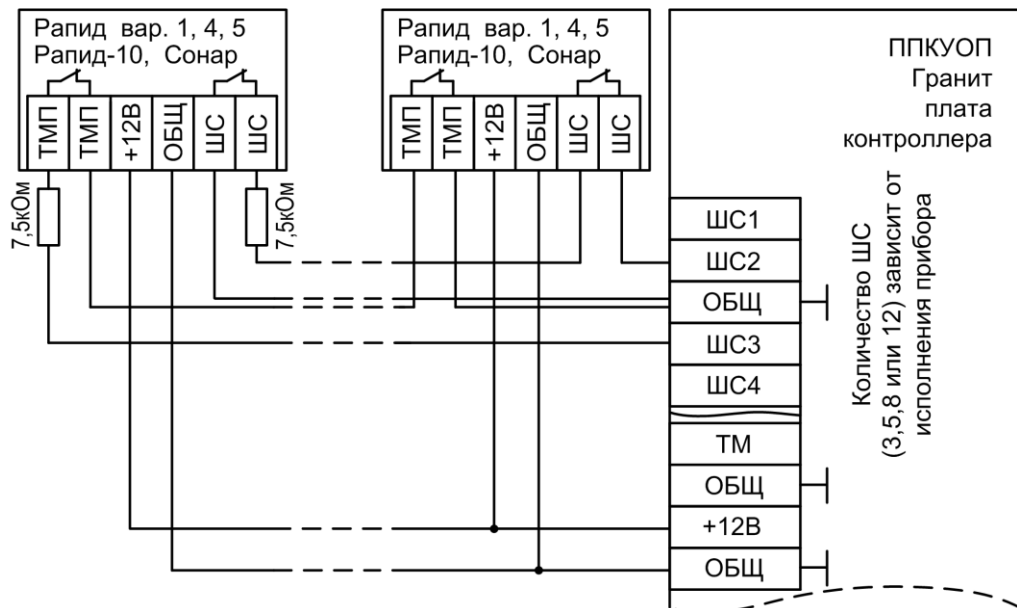 Рапид вар. 1, 4, 5
Рапид-10, Сонар
ТМП
ТМП
+12В
ОБЩ
ШС
ШС
7,5кОм
7,5кОм
Рапид вар. 1, 4, 5
Рапид-10, Сонар
ТМП
ТМП
+12В
ОБЩ
ШС
ШС
ППКУОП
Гранит
плата
контроллера
ШС1
ШС2
ОБЩ
ШС3
ШС4
ТМ
ОБЩ
+12В
ОБЩ
Количество ШС
(3,5,8 или 12) зависит от
исполнения прибора